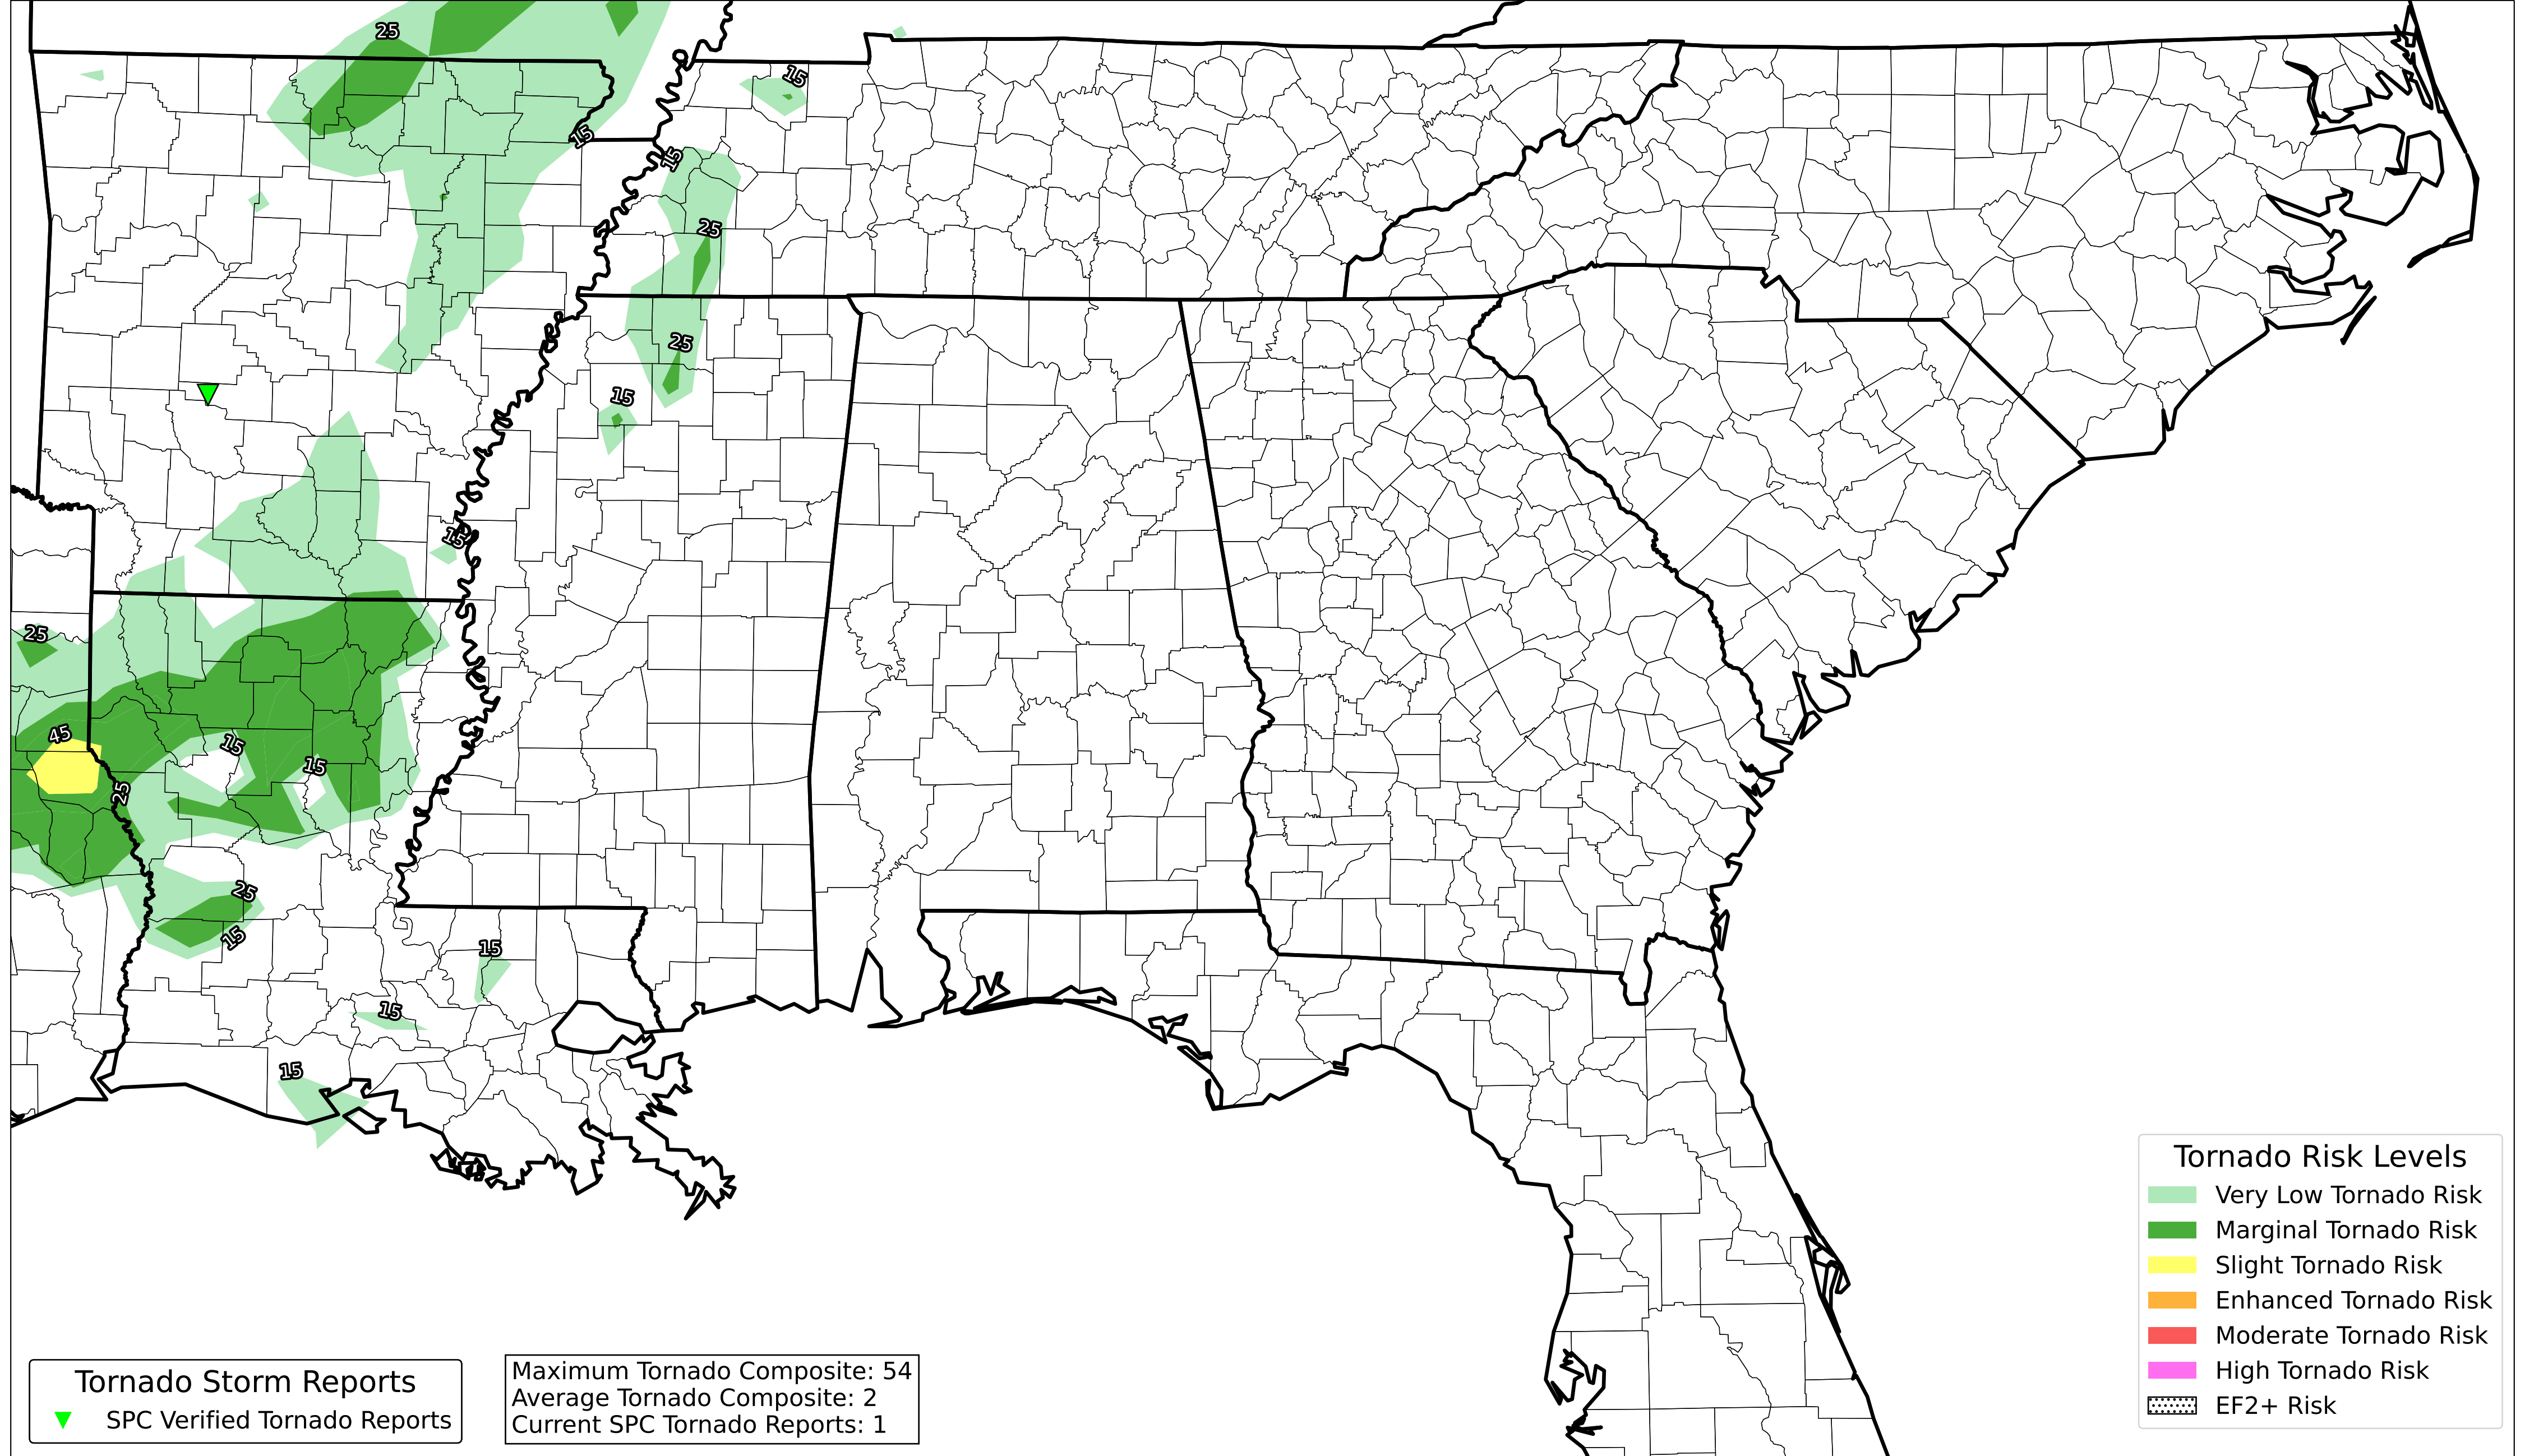 25
15
15
15
25
25
15
15
25
45
15
15
25
25
15
15
15
15
Tornado Risk Levels
Very Low Tornado Risk
Marginal Tornado Risk
Slight Tornado Risk
Enhanced Tornado Risk
Moderate Tornado Risk
High Tornado Risk
EF2+ Risk
Tornado Storm Reports
SPC Verified Tornado Reports
Maximum Tornado Composite: 54
Average Tornado Composite: 2
Current SPC Tornado Reports: 1